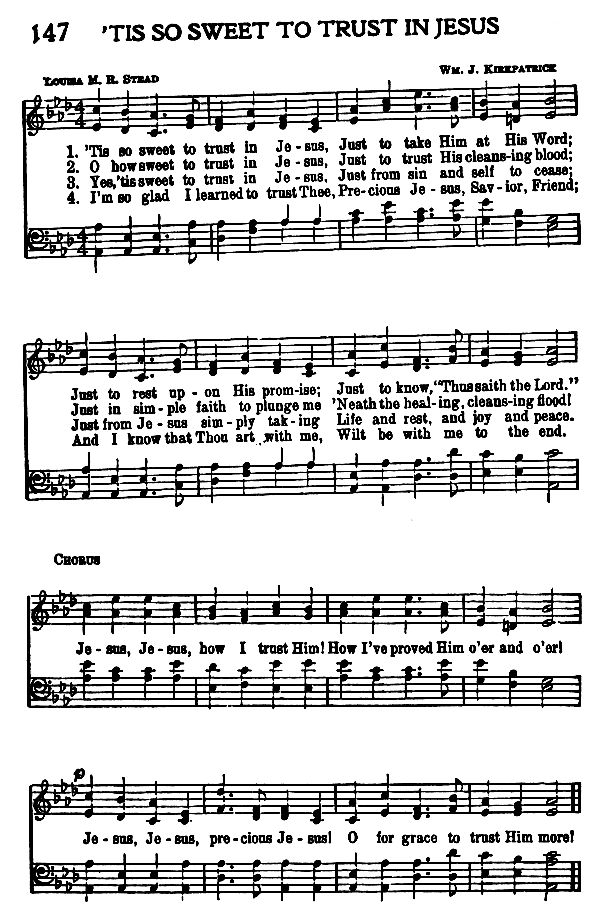 147 'TIS SO SWEET TO TRUST IN JESUS
LOUISA M. R. STEAD
WM. J. KIRKPATRICK
1. 'Tis so sweet to trust in Je - sus, Just to take Him at His Word;
2. O how sweet to trust in Je - sus, Just to trust His cleans-ing blood;
3. Yes, 'tis sweet to trust in Je - sus, Just from sin and self to cease;
4. I'm so glad I learned to trust Thee, Pre-cious Je - sus, Sav - ior, Friend;
Just to rest up - on His prom-ise; Just to know, "Thus saith the Lord."
Just in sim - ple faith to plunge me 'Neath the heal - ing, cleans-ing flood!
Just from Je - sus sim - ply tak - ing Life and rest, and joy and peace.
And I know that Thou art with me, Wilt be with me to the end.
CHORUS
Je - sus, Je - sus, how I trust Him! How I've proved Him o'er and o'er!
p
Je - sus, Je - sus, pre - cious Je - sus! O for grace to trust Him more!